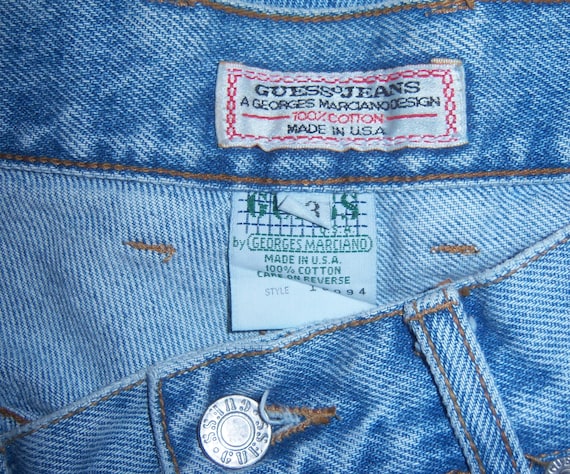 GUESS JEANS
A GEORGES MARCIANO DESIGN
100% COTTON
MADE IN U.S.A.
3
U.S.A.
by GEORGES MARCIANO
MADE IN U.S.A.
100% COTTON
CARE ON REVERSE
STYLE
GUESS GUESS